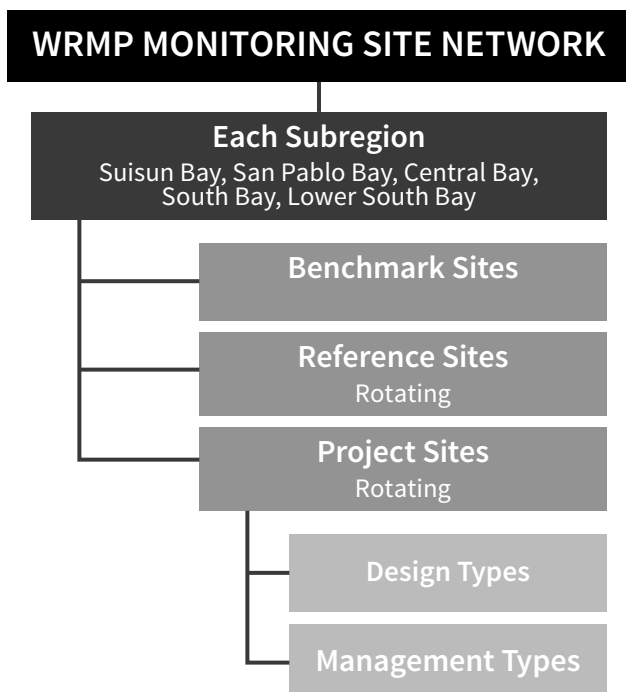 WRMP MONITORING SITE NETWORK
Each Subregion
Suisun Bay, San Pablo Bay, Central Bay,
South Bay, Lower South Bay
Benchmark Sites
Reference Sites
Rotating
Project Sites
Rotating
Design Types
Management Types